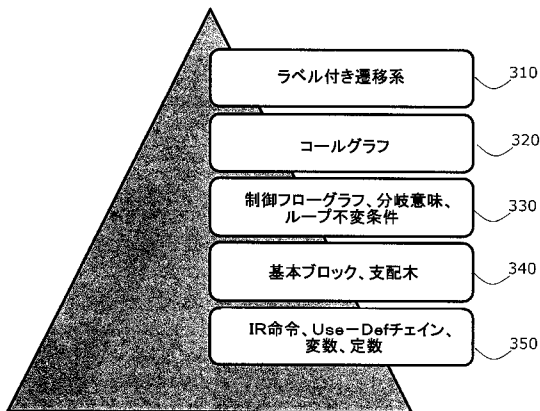 ラベル付き遷移系
310
コールグラフ
320
制御フローグラフ、分岐意味、
ループ不変条件
330
基本ブロック、支配木
340
IR命令、Use－Defチェイン、
変数、定数
350